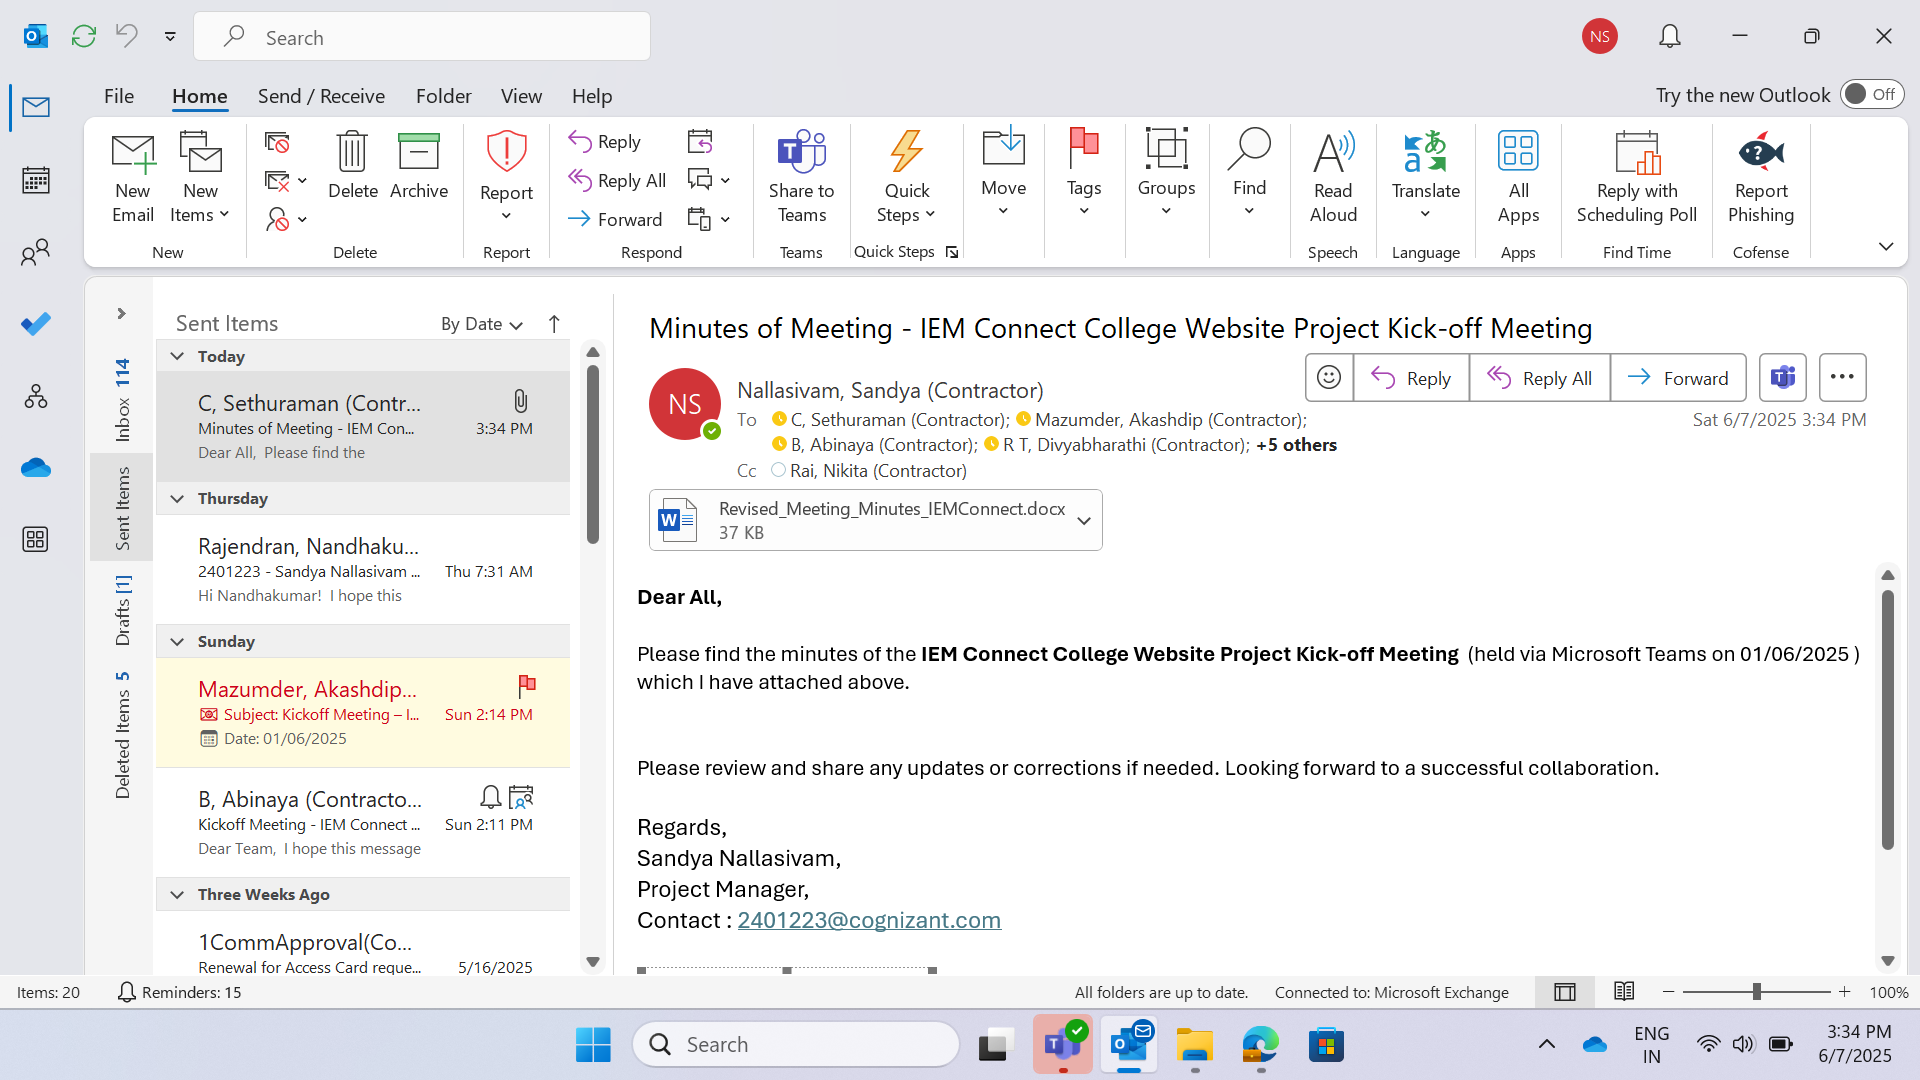 Search
NS
File Home Send / Receive Folder View Help
Try the new Outlook Off
New Email
New Items
New
Delete
Archive
Delete
Report
Report
Reply
Reply All
Forward
Respond
Share to Teams
Teams
Quick Steps
Quick Steps
Move
Tags
Groups
Find
Read Aloud
Speech
Translate
Language
All Apps
Apps
Reply with Scheduling Poll
Find Time
Report Phishing
Cofense
Inbox 114
Sent Items
Drafts [1]
Deleted Items 5
Sent Items By Date
Today
C, Sethuraman (Contr...
Minutes of Meeting - IEM Con... 3:34 PM
Dear All, Please find the
Thursday
Rajendran, Nandhaku...
2401223 - Sandya Nallasivam ... Thu 7:31 AM
Hi Nandhakumar! I hope this
Sunday
Mazumder, Akashdip...
Subject: Kickoff Meeting – I... Sun 2:14 PM
Date: 01/06/2025
B, Abinaya (Contracto...
Kickoff Meeting - IEM Connect ... Sun 2:11 PM
Dear Team, I hope this message
Three Weeks Ago
1CommApproval(Co...
Renewal for Access Card reque... 5/16/2025
Minutes of Meeting - IEM Connect College Website Project Kick-off Meeting
NS
Nallasivam, Sandya (Contractor)
Reply Reply All Forward
To C, Sethuraman (Contractor); Mazumder, Akashdip (Contractor);
B, Abinaya (Contractor); R T, Divyabharathi (Contractor); +5 others
Cc Rai, Nikita (Contractor)
Sat 6/7/2025 3:34 PM
W
Revised_Meeting_Minutes_IEMConnect.docx
37 KB
Dear All,
Please find the minutes of the IEM Connect College Website Project Kick-off Meeting (held via Microsoft Teams on 01/06/2025 )
which I have attached above.
Please review and share any updates or corrections if needed. Looking forward to a successful collaboration.
Regards,
Sandya Nallasivam,
Project Manager,
Contact : 2401223@cognizant.com
Items: 20 Reminders: 15 All folders are up to date. Connected to: Microsoft Exchange 100%
Search
ENG
IN
3:34 PM
6/7/2025